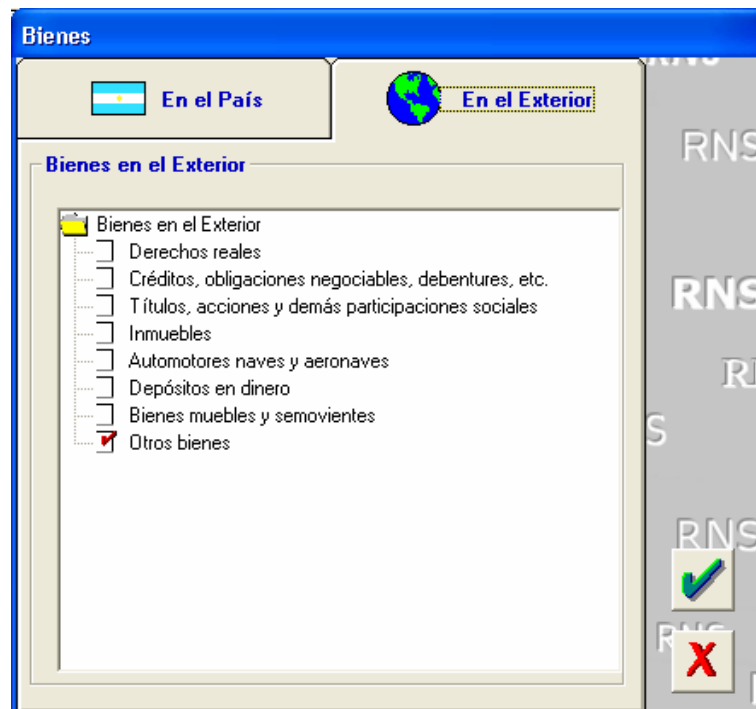 Bienes
En el País
En el Exterior
Bienes en el Exterior
Bienes en el Exterior
Derechos reales
Créditos, obligaciones negociables, debentures, etc.
Títulos, acciones y demás participaciones sociales
Inmuebles
Automotores naves y aeronaves
Depósitos en dinero
Bienes muebles y semovientes
Otros bienes
RNS
RNS
RNS
RNS